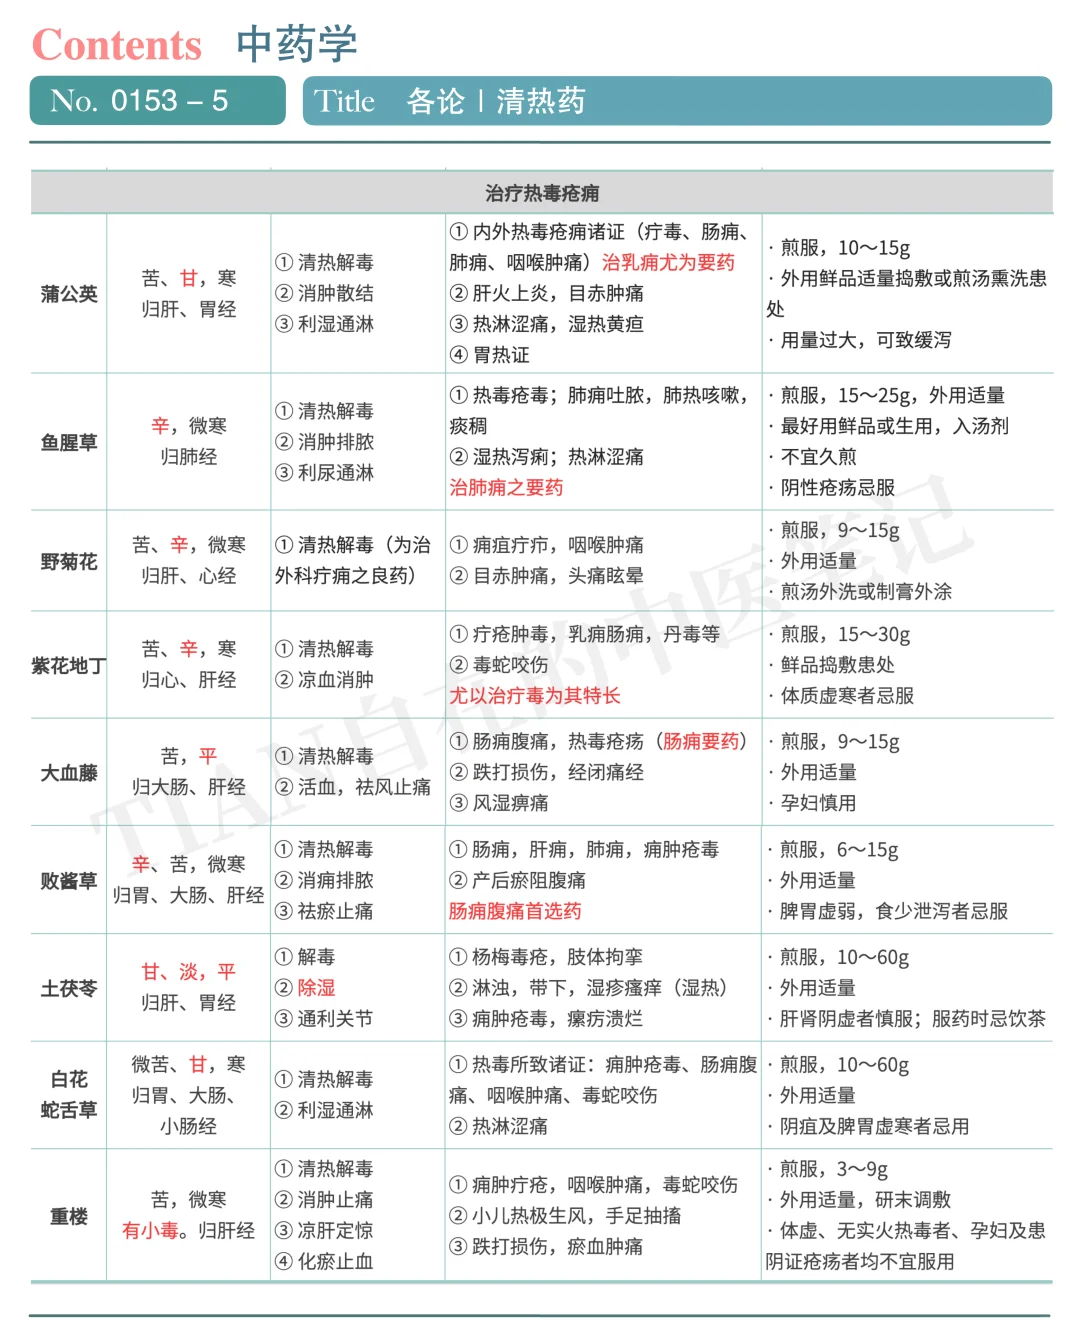 Contents 中药学
No. 0153 – 5
Title 各论 | 清热药
治疗热毒疮痈
蒲公英
苦、甘，寒
归肝、胃经
① 清热解毒
② 消肿散结
③ 利湿通淋
① 内外热毒疮痈诸证（疔毒、肠痈、
肺痈、咽喉肿痛）治乳痈尤为要药
② 肝火上炎，目赤肿痛
③ 热淋涩痛，湿热黄疸
④ 胃热证
· 煎服，10～15g
· 外用鲜品适量捣敷或煎汤熏洗患
处
· 用量过大，可致缓泻
鱼腥草
辛，微寒
归肺经
① 清热解毒
② 消肿排脓
③ 利尿通淋
① 热毒疮毒；肺痈吐脓，肺热咳嗽，
痰稠
② 湿热泻痢；热淋涩痛
治肺痈之要药
· 煎服，15～25g，外用适量
· 最好用鲜品或生用，入汤剂
· 不宜久煎
· 阴性疮疡忌服
野菊花
苦、辛，微寒
归肝、心经
① 清热解毒（为治
外科疔痈之良药）
① 痈疽疔疖，咽喉肿痛
② 目赤肿痛，头痛眩晕
· 煎服，9～15g
· 外用适量
· 煎汤外洗或制膏外涂
紫花地丁
苦、辛，寒
归心、肝经
① 清热解毒
② 凉血消肿
① 疔疮肿毒，乳痈肠痈，丹毒等
② 毒蛇咬伤
尤以治疗毒为其特长
· 煎服，15～30g
· 鲜品捣敷患处
· 体质虚寒者忌服
大血藤
苦，平
归大肠、肝经
① 清热解毒
② 活血，祛风止痛
① 肠痈腹痛，热毒疮疡（肠痈要药）
② 跌打损伤，经闭痛经
③ 风湿痹痛
· 煎服，9～15g
· 外用适量
· 孕妇慎用
败酱草
辛、苦，微寒
归胃、大肠、肝经
① 清热解毒
② 消痈排脓
③ 祛瘀止痛
① 肠痈，肝痈，肺痈，痈肿疮毒
② 产后瘀阻腹痛
肠痈腹痛首选药
· 煎服，6～15g
· 外用适量
· 脾胃虚弱，食少泄泻者忌服
土茯苓
甘、淡，平
归肝、胃经
① 解毒
② 除湿
③ 通利关节
① 杨梅毒疮，肢体拘挛
② 淋浊，带下，湿疹瘙痒（湿热）
③ 痈肿疮毒，瘰疬溃烂
· 煎服，10～60g
· 外用适量
· 肝肾阴虚者慎服；服药时忌饮茶
白花
蛇舌草
微苦、甘，寒
归胃、大肠、
小肠经
① 清热解毒
② 利湿通淋
① 热毒所致诸证：痈肿疮毒、肠痈腹
痛、咽喉肿痛、毒蛇咬伤
② 热淋涩痛
· 煎服，10～60g
· 外用适量
· 阴疽及脾胃虚寒者忌用
重楼
苦，微寒
有小毒。归肝经
① 清热解毒
② 消肿止痛
③ 凉肝定惊
④ 化瘀止血
① 痈肿疔疮，咽喉肿痛，毒蛇咬伤
② 小儿热极生风，手足抽搐
③ 跌打损伤，瘀血肿痛
· 煎服，3～9g
· 外用适量，研末调敷
· 体虚、无实火热毒者、孕妇及患
阴证疮疡者均不宜服用
TIAN自在的中医笔记